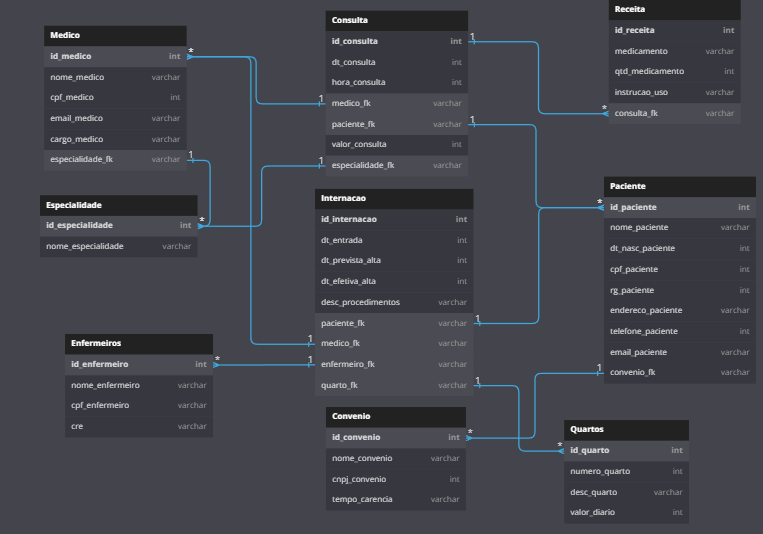 Medico
id_medico int
nome_medico varchar
cpf_medico int
email_medico varchar
cargo_medico varchar
especialidade_fk varchar
*
1
Especialidade
id_especialidade int
nome_especialidade varchar
*
Enfermeiros
id_enfermeiro int
nome_enfermeiro varchar
cpf_enfermeiro varchar
cre varchar
*
Consulta
id_consulta int
dt_consulta int
hora_consulta int
medico_fk varchar
paciente_fk varchar
valor_consulta int
especialidade_fk varchar
1
1
1
1
Internacao
id_internacao int
dt_entrada int
dt_prevista_alta int
dt_efetiva_alta int
desc_procedimentos varchar
paciente_fk varchar
medico_fk varchar
enfermeiro_fk varchar
quarto_fk varchar
1
1
1
1
Convenio
id_convenio int
nome_convenio varchar
cnpj_convenio int
tempo_carencia varchar
*
Receita
id_receita int
medicamento varchar
qtd_medicamento int
instrucao_uso varchar
consulta_fk varchar
*
Paciente
id_paciente int
nome_paciente varchar
dt_nasc_paciente int
cpf_paciente int
rg_paciente int
endereco_paciente varchar
telefone_paciente int
email_paciente varchar
convenio_fk varchar
*
1
Quartos
id_quarto int
numero_quarto int
desc_quarto varchar
valor_diario int
*